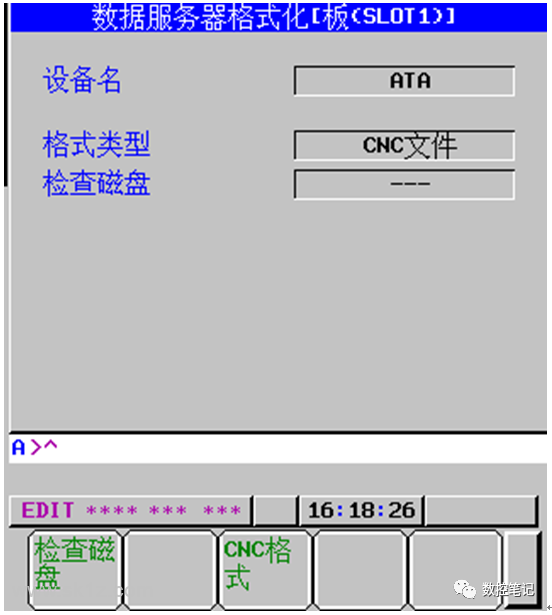 数据服务器格式化[板(SLOT1)]
设备名 ATA
格式类型 CNC文件
检查磁盘 ---
A>^
EDIT **** *** *** 16:18:26
检查磁 CNC格
盘 式
数控笔记